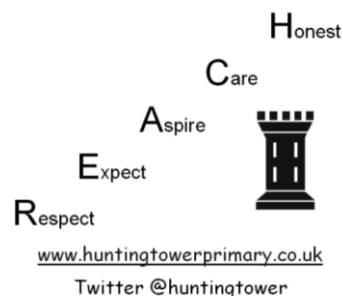 Honest
Care
Aspire
Expect
Respect
www.huntingtowerprimary.co.uk
Twitter @huntingtower